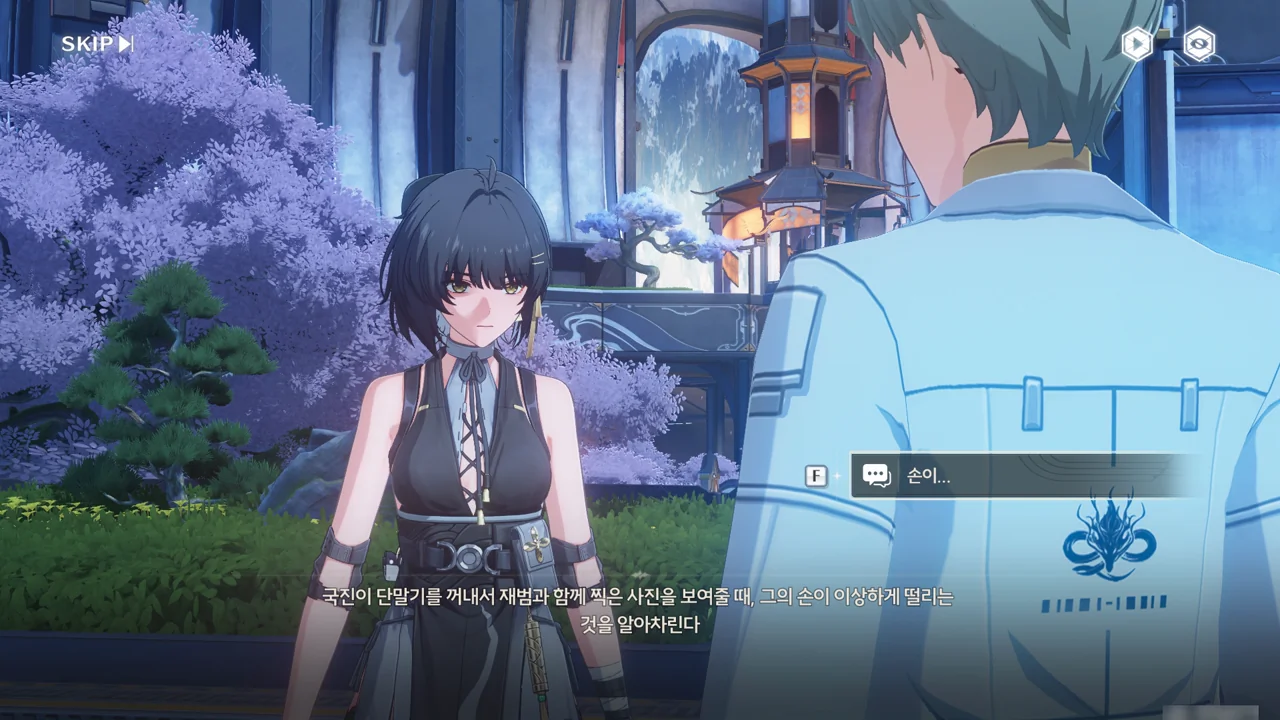 SKIP
F
손이...
국진이 단말기를 꺼내서 재범과 함께 찍은 사진을 보여줄 때, 그의 손이 이상하게 떨리는
것을 알아차린다